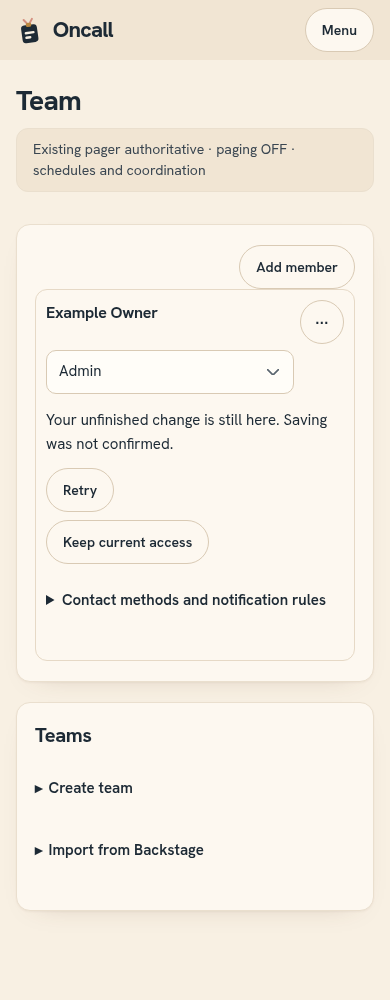 Oncall
Menu
Team
Existing pager authoritative · paging OFF ·
schedules and coordination
Add member
Example Owner
...
Admin
Your unfinished change is still here. Saving
was not confirmed.
Retry
Keep current access
Contact methods and notification rules
Teams
Create team
Import from Backstage